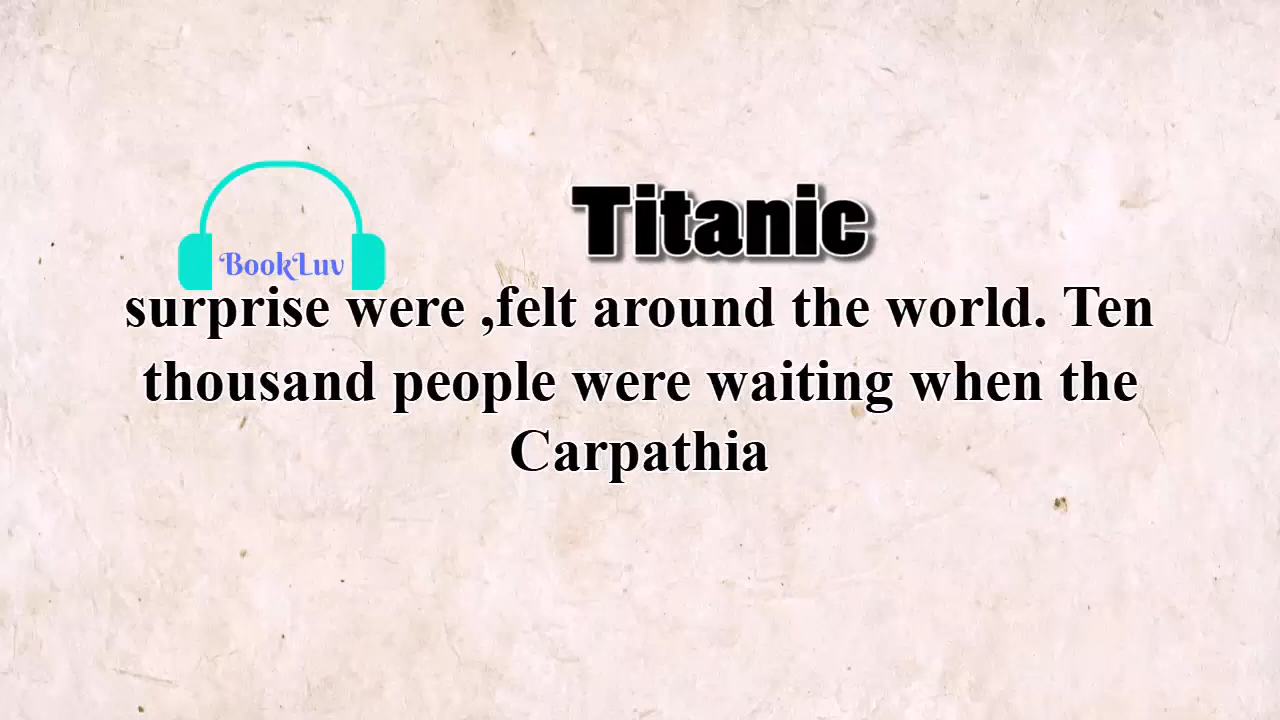 Titanic
BookLuv
surprise were ,felt around the world. Ten
thousand people were waiting when the
Carpathia